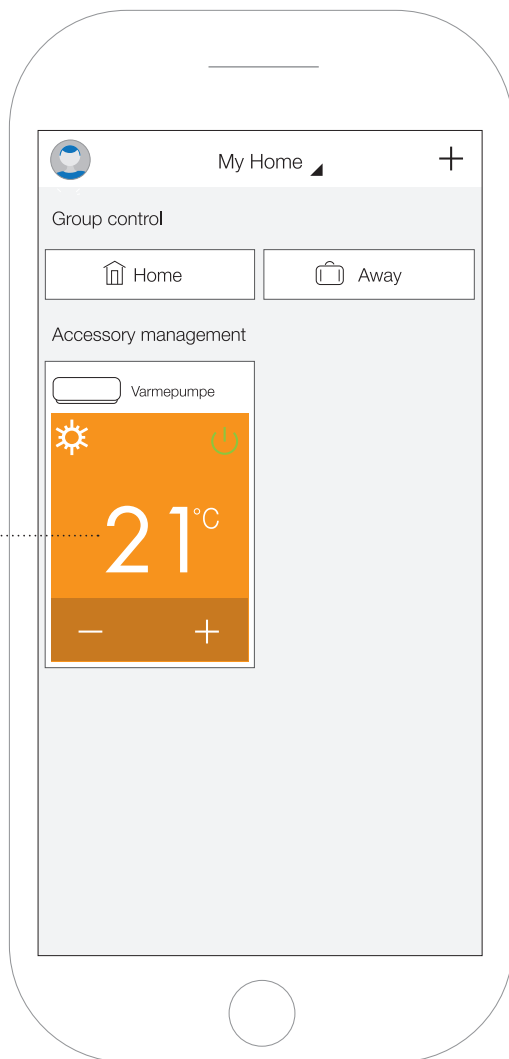 My Home
Group control
Home
Away
Accessory management
Varmepumpe
21°C